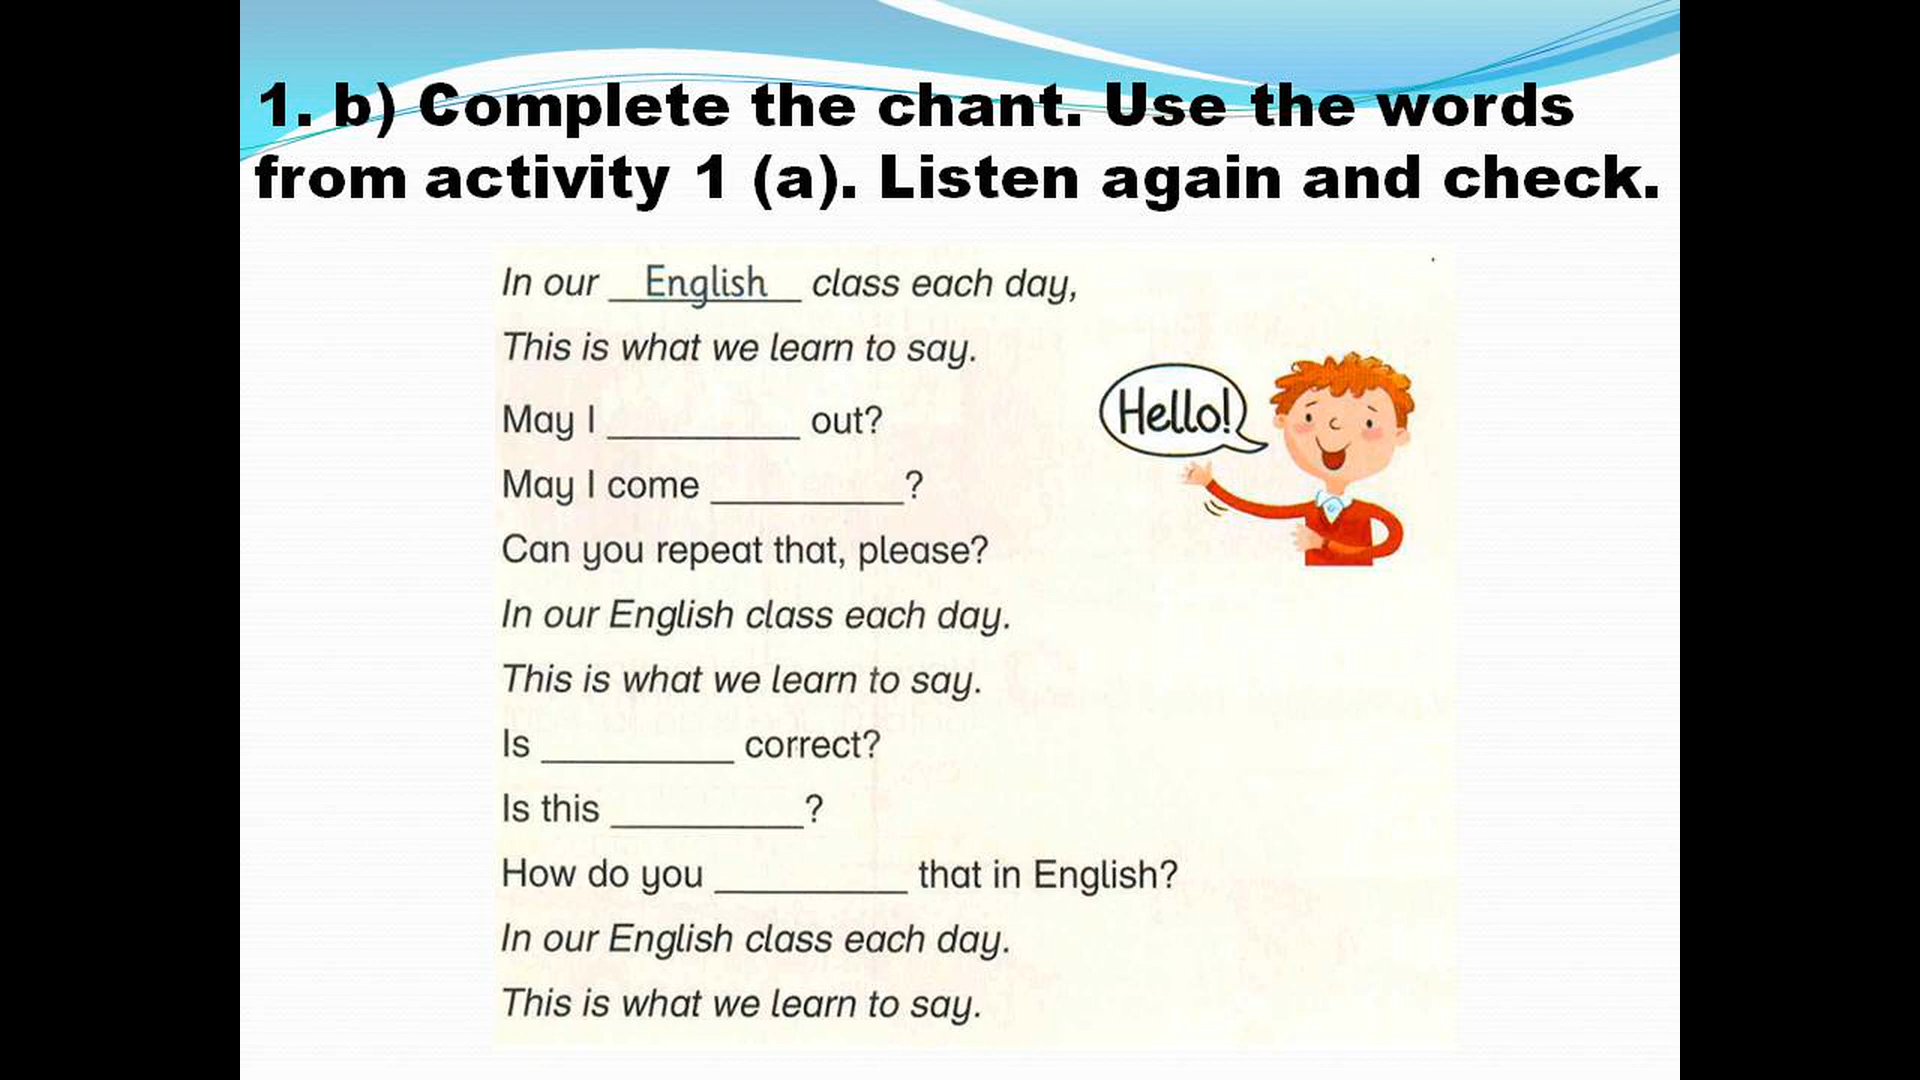 1. b) Complete the chant. Use the words
from activity 1 (a). Listen again and check.
In our __English__ class each day,
This is what we learn to say.
May I __________ out?
May I come __________?
Can you repeat that, please?
In our English class each day.
This is what we learn to say.
Is __________ correct?
Is this __________?
How do you __________ that in English?
In our English class each day.
This is what we learn to say.
Hello!